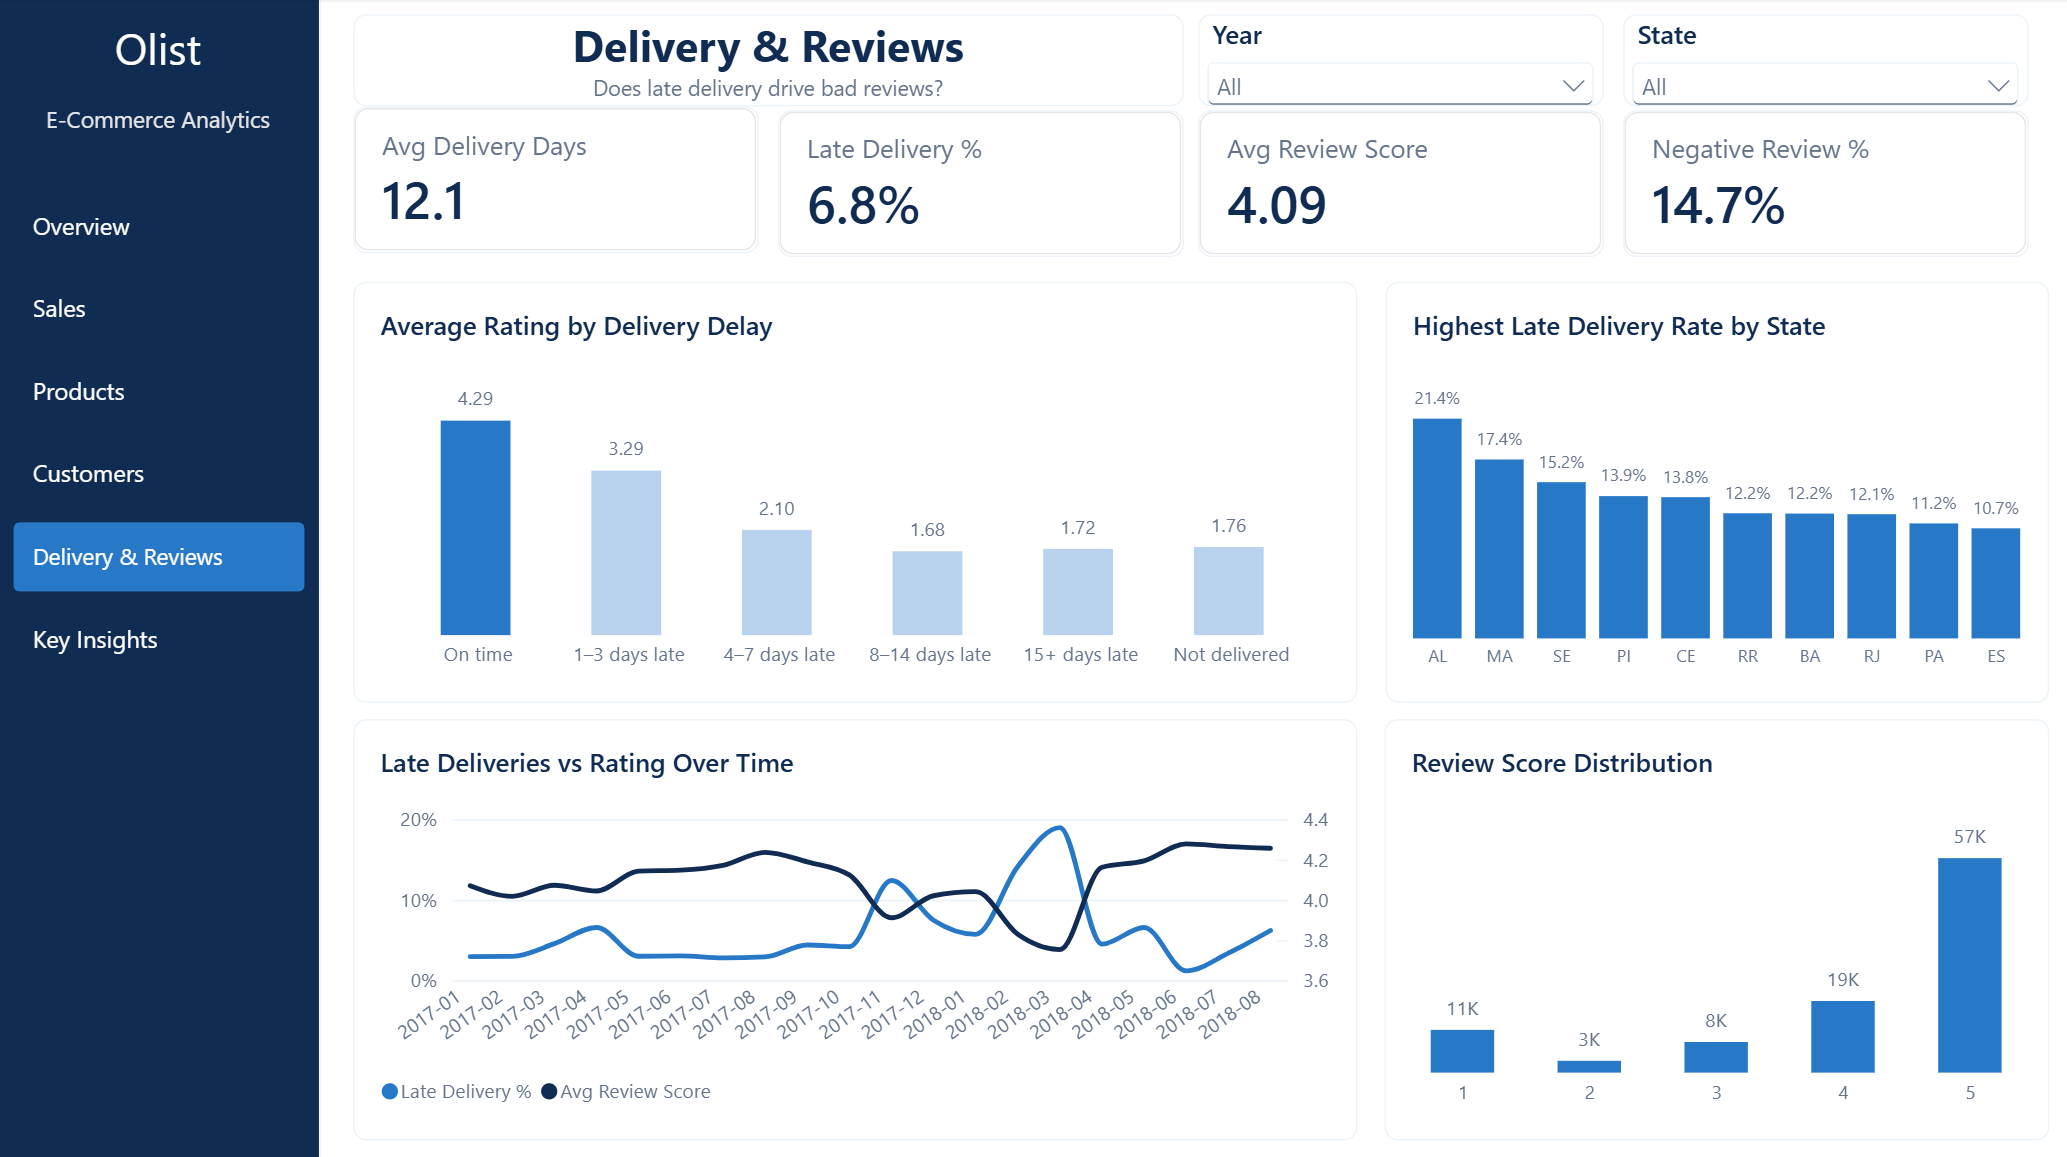 Olist
E-Commerce Analytics
Overview
Sales
Products
Customers
Delivery & Reviews
Key Insights
Delivery & Reviews
Does late delivery drive bad reviews?
Year
All
State
All
Avg Delivery Days
12.1
Late Delivery %
6.8%
Avg Review Score
4.09
Negative Review %
14.7%
Average Rating by Delivery Delay
4.29
3.29
2.10
1.68
1.72
1.76
On time
1–3 days late
4–7 days late
8–14 days late
15+ days late
Not delivered
Highest Late Delivery Rate by State
21.4%
17.4%
15.2%
13.9%
13.8%
12.2%
12.2%
12.1%
11.2%
10.7%
AL
MA
SE
PI
CE
RR
BA
RJ
PA
ES
Late Deliveries vs Rating Over Time
20%
10%
0%
4.4
4.2
4.0
3.8
3.6
2017-01
2017-02
2017-03
2017-04
2017-05
2017-06
2017-07
2017-08
2017-09
2017-10
2017-11
2017-12
2018-01
2018-02
2018-03
2018-04
2018-05
2018-06
2018-07
2018-08
Late Delivery %
Avg Review Score
Review Score Distribution
11K
3K
8K
19K
57K
1
2
3
4
5